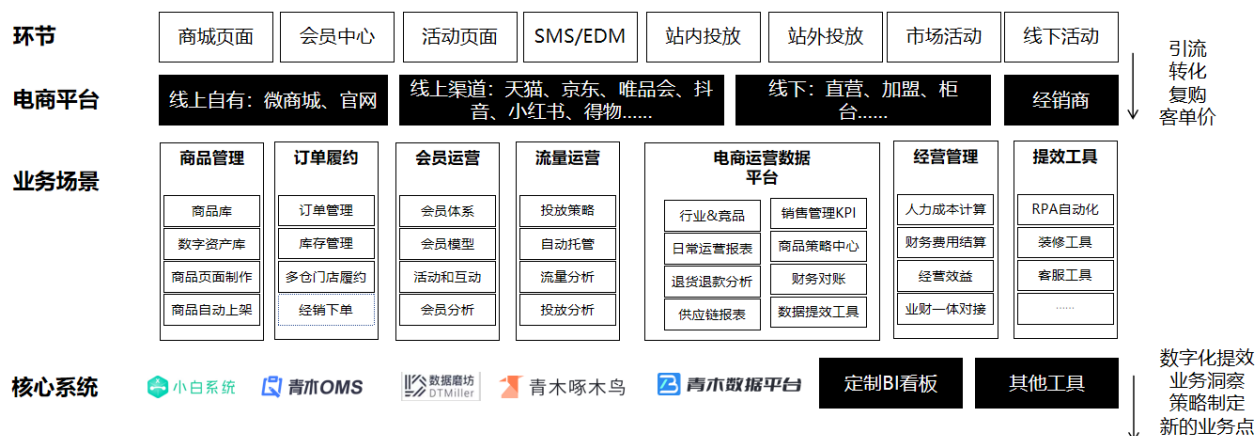 环节
商城页面
会员中心
活动页面
SMS/EDM
站内投放
站外投放
市场活动
线下活动
引流
转化
复购
客单价
电商平台
线上自有：微商城、官网
线上渠道：天猫、京东、唯品会、抖
音、小红书、得物......
线下：直营、加盟、柜
台......
经销商
业务场景
商品管理
商品库
数字资产库
商品页面制作
商品自动上架
订单履约
订单管理
库存管理
多仓门店履约
经销下单
会员运营
会员体系
会员模型
活动和互动
会员分析
流量运营
投放策略
自动托管
流量分析
投放分析
电商运营数据
平台
行业&竞品
日常运营报表
退货退款分析
供应链报表
销售管理KPI
商品策略中心
财务对账
数据提效工具
经营管理
人力成本计算
财务费用结算
经营效益
业财一体对接
提效工具
RPA自动化
装修工具
客服工具
......
核心系统
小白系统
青木OMS
数据磨坊
DTMiller
青木啄木鸟
青木数据平台
定制BI看板
其他工具
数字化提效
业务洞察
策略制定
新的业务点